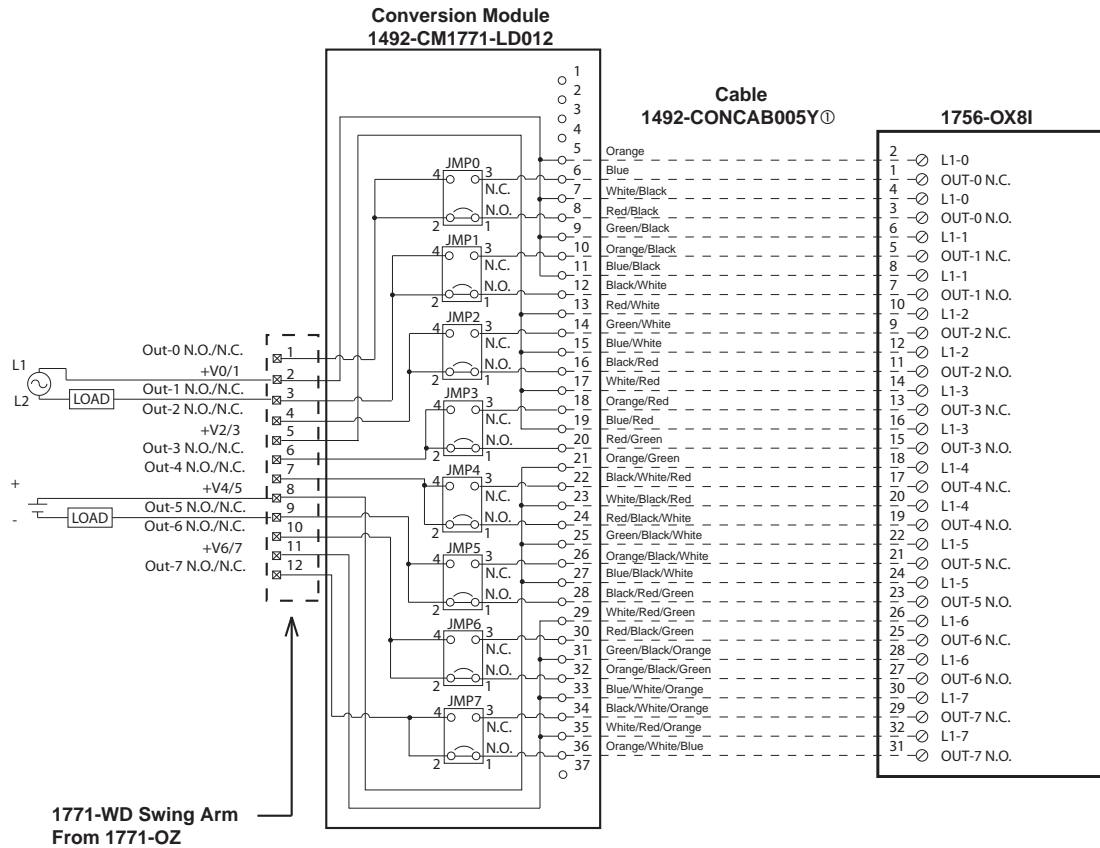 Conversion Module
1492-CM1771-LD012
Cable
1492-CONCAB005Y①
1756-OX8I
1
2
3
4
5 Orange 2 L1-0
6 Blue 1 OUT-0 N.C.
7 White/Black 4 L1-0
8 Red/Black 3 OUT-0 N.O.
9 Green/Black 6 L1-1
10 Orange/Black 5 OUT-1 N.C.
11 Blue/Black 8 L1-1
12 Black/White 7 OUT-1 N.O.
13 Red/White 10 L1-2
14 Green/White 9 OUT-2 N.C.
15 Blue/White 12 L1-2
16 Black/Red 11 OUT-2 N.O.
17 White/Red 14 L1-3
18 Orange/Red 13 OUT-3 N.C.
19 Blue/Red 16 L1-3
20 Red/Green 15 OUT-3 N.O.
21 Orange/Green 18 L1-4
22 Black/White/Red 17 OUT-4 N.C.
23 White/Black/Red 20 L1-4
24 Red/Black/White 19 OUT-4 N.O.
25 Green/Black/White 22 L1-5
26 Orange/Black/White 21 OUT-5 N.C.
27 Blue/Black/White 24 L1-5
28 Black/Red/Green 23 OUT-5 N.O.
29 White/Red/Green 26 L1-6
30 Red/Black/Green 25 OUT-6 N.C.
31 Green/Black/Orange 28 L1-6
32 Orange/Black/Green 27 OUT-6 N.O.
33 Blue/White/Orange 30 L1-7
34 Black/White/Orange 29 OUT-7 N.C.
35 White/Red/Orange 32 L1-7
36 Orange/White/Blue 31 OUT-7 N.O.
37
JMP0
4 3
N.C.
N.O.
2 1
JMP1
4 3
N.C.
N.O.
2 1
JMP2
4 3
N.C.
N.O.
2 1
JMP3
4 3
N.C.
N.O.
2 1
JMP4
4 3
N.C.
N.O.
2 1
JMP5
4 3
N.C.
N.O.
2 1
JMP6
4 3
N.C.
N.O.
2 1
JMP7
4 3
N.C.
N.O.
2 1
Out-0 N.O./N.C. 1
L1
+V0/1 2
Out-1 N.O./N.C. 3
L2 LOAD
Out-2 N.O./N.C. 4
+V2/3 5
Out-3 N.O./N.C. 6
Out-4 N.O./N.C. 7
+
+V4/5 8
Out-5 N.O./N.C. 9
- LOAD
Out-6 N.O./N.C. 10
+V6/7 11
Out-7 N.O./N.C. 12
1771-WD Swing Arm
From 1771-OZ